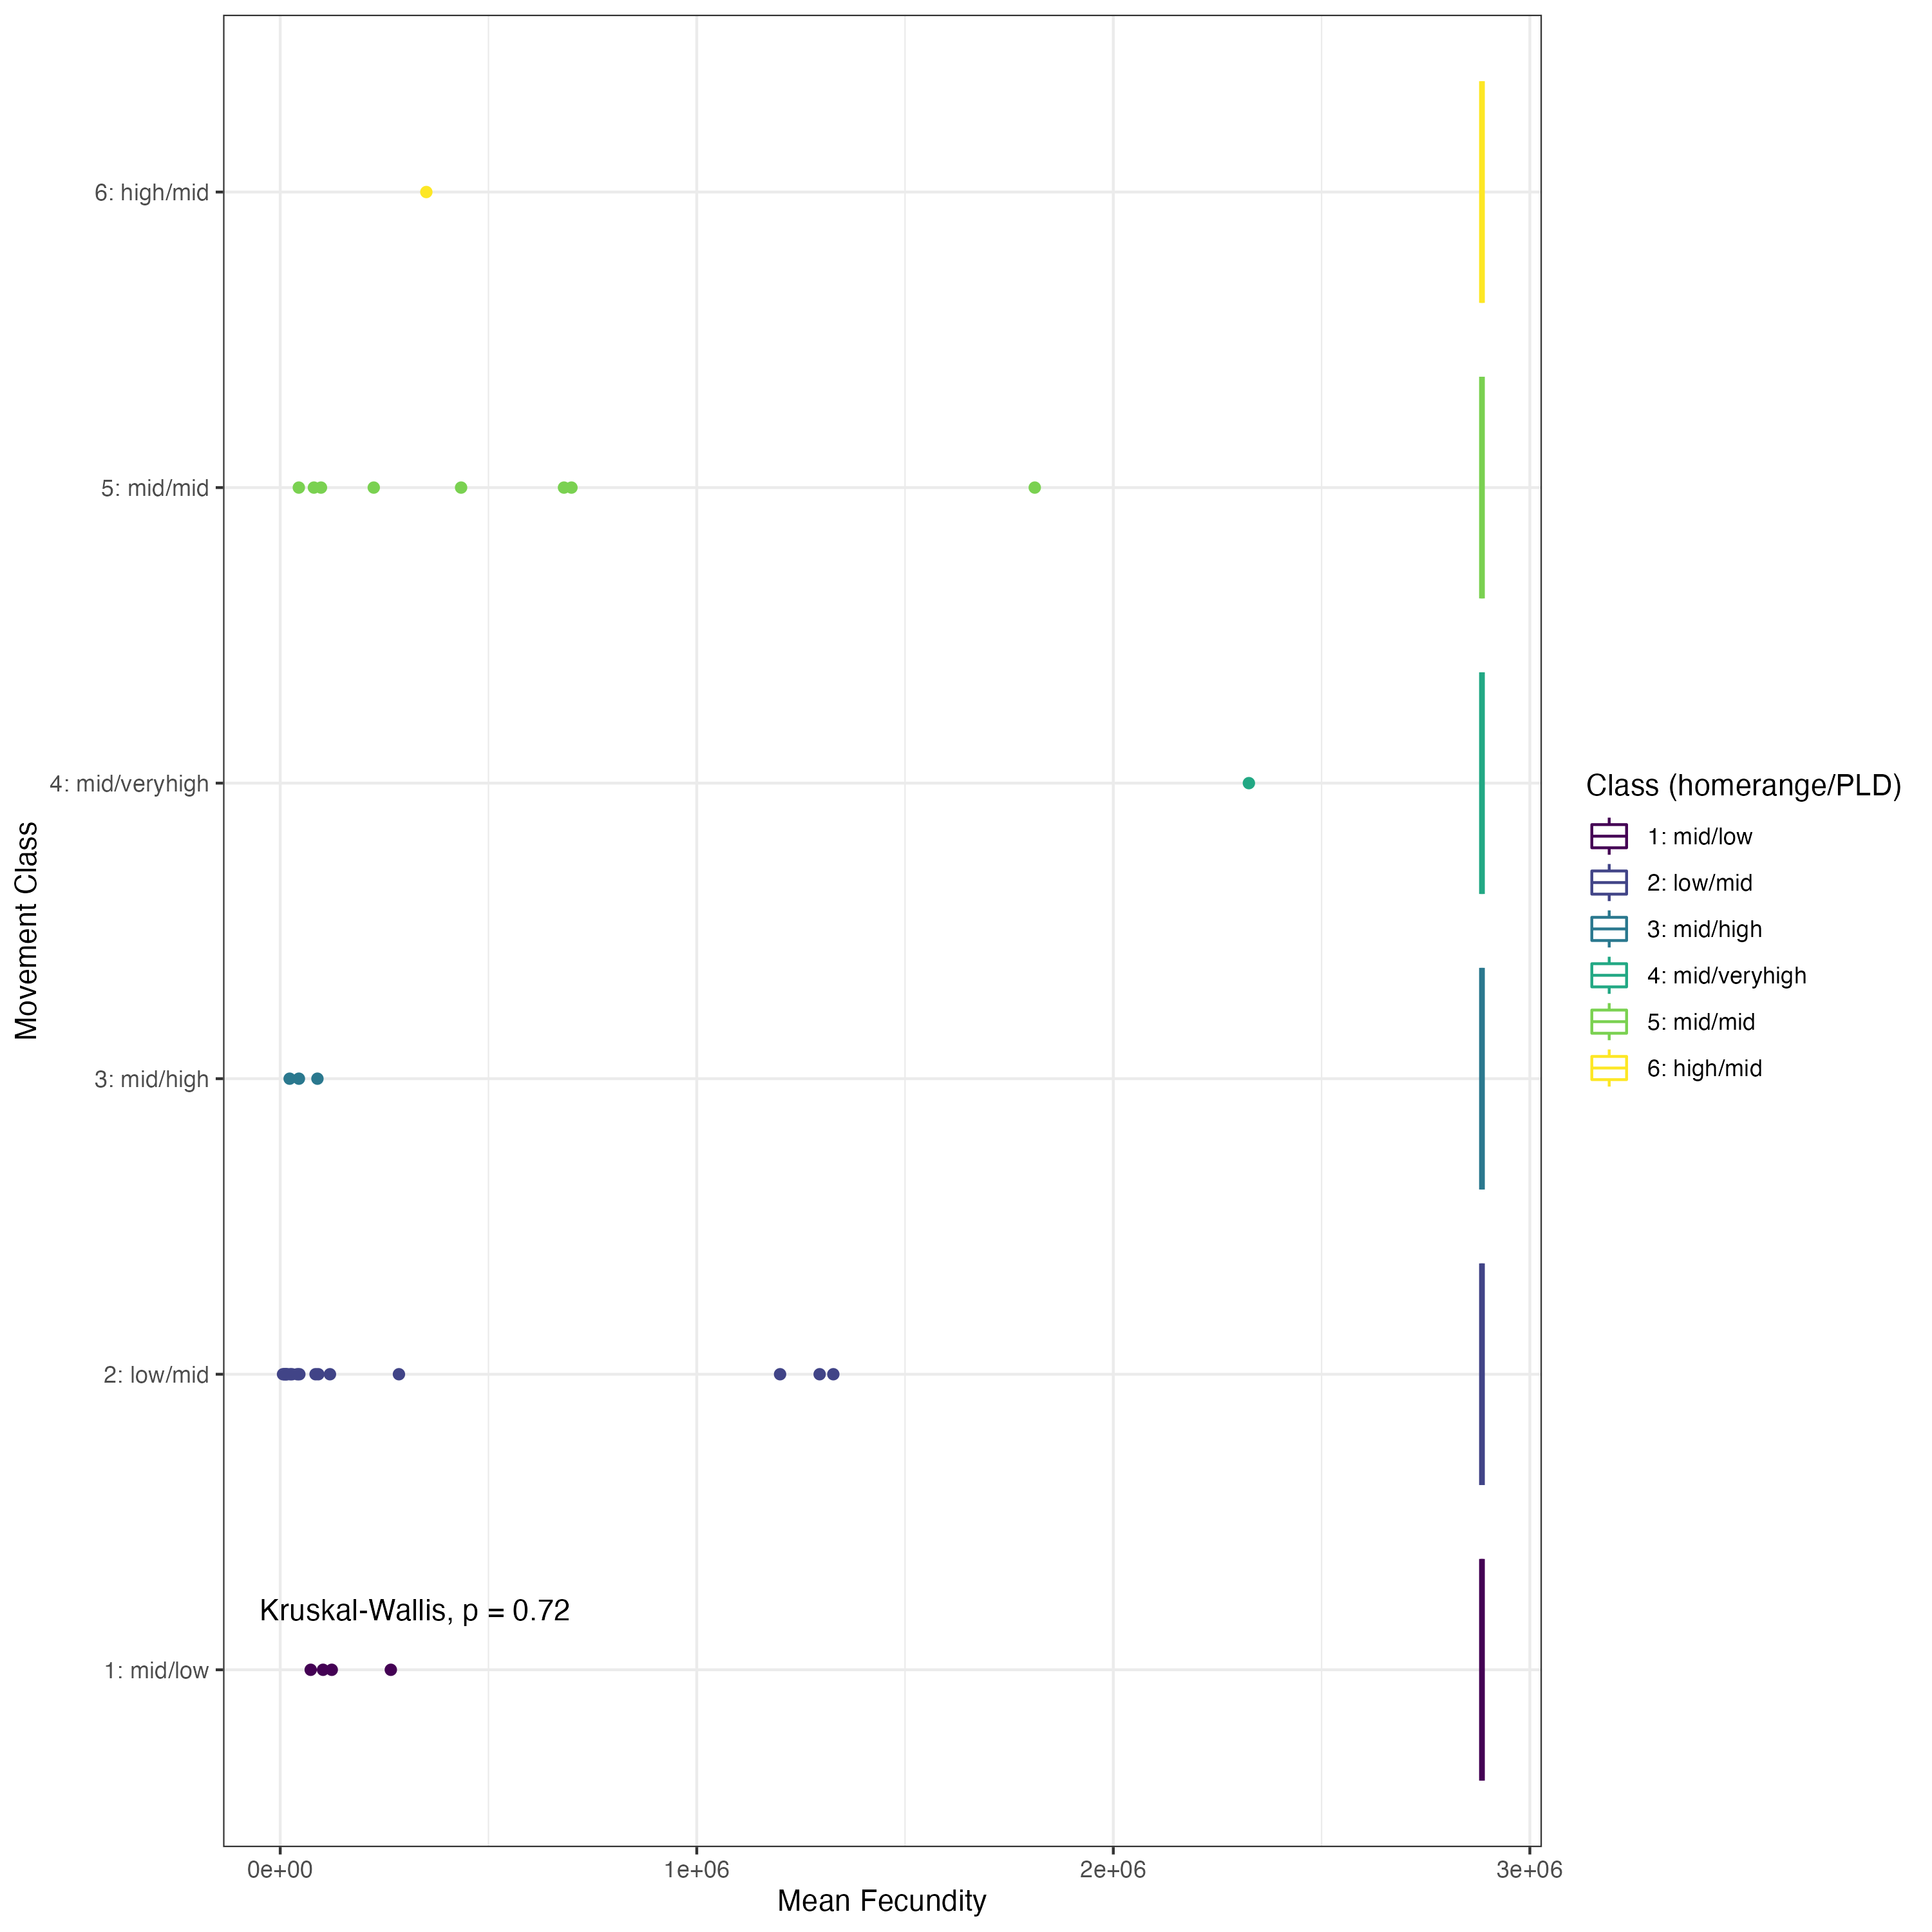 6: high/mid
5: mid/mid
4: mid/veryhigh
3: mid/high
2: low/mid
1: mid/low
Movement Class
Kruskal-Wallis, p = 0.72
0e+00
1e+06
2e+06
3e+06
Mean Fecundity
Class (homerange/PLD)
1: mid/low
2: low/mid
3: mid/high
4: mid/veryhigh
5: mid/mid
6: high/mid